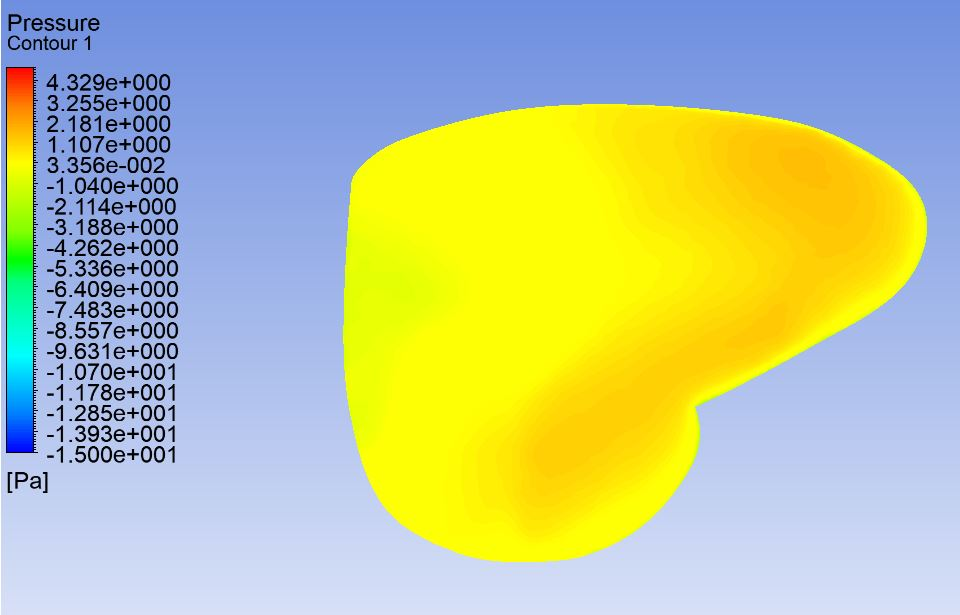 Pressure
Contour 1
4.329e+000
3.255e+000
2.181e+000
1.107e+000
3.356e-002
-1.040e+000
-2.114e+000
-3.188e+000
-4.262e+000
-5.336e+000
-6.409e+000
-7.483e+000
-8.557e+000
-9.631e+000
-1.070e+001
-1.178e+001
-1.285e+001
-1.393e+001
-1.500e+001
[Pa]